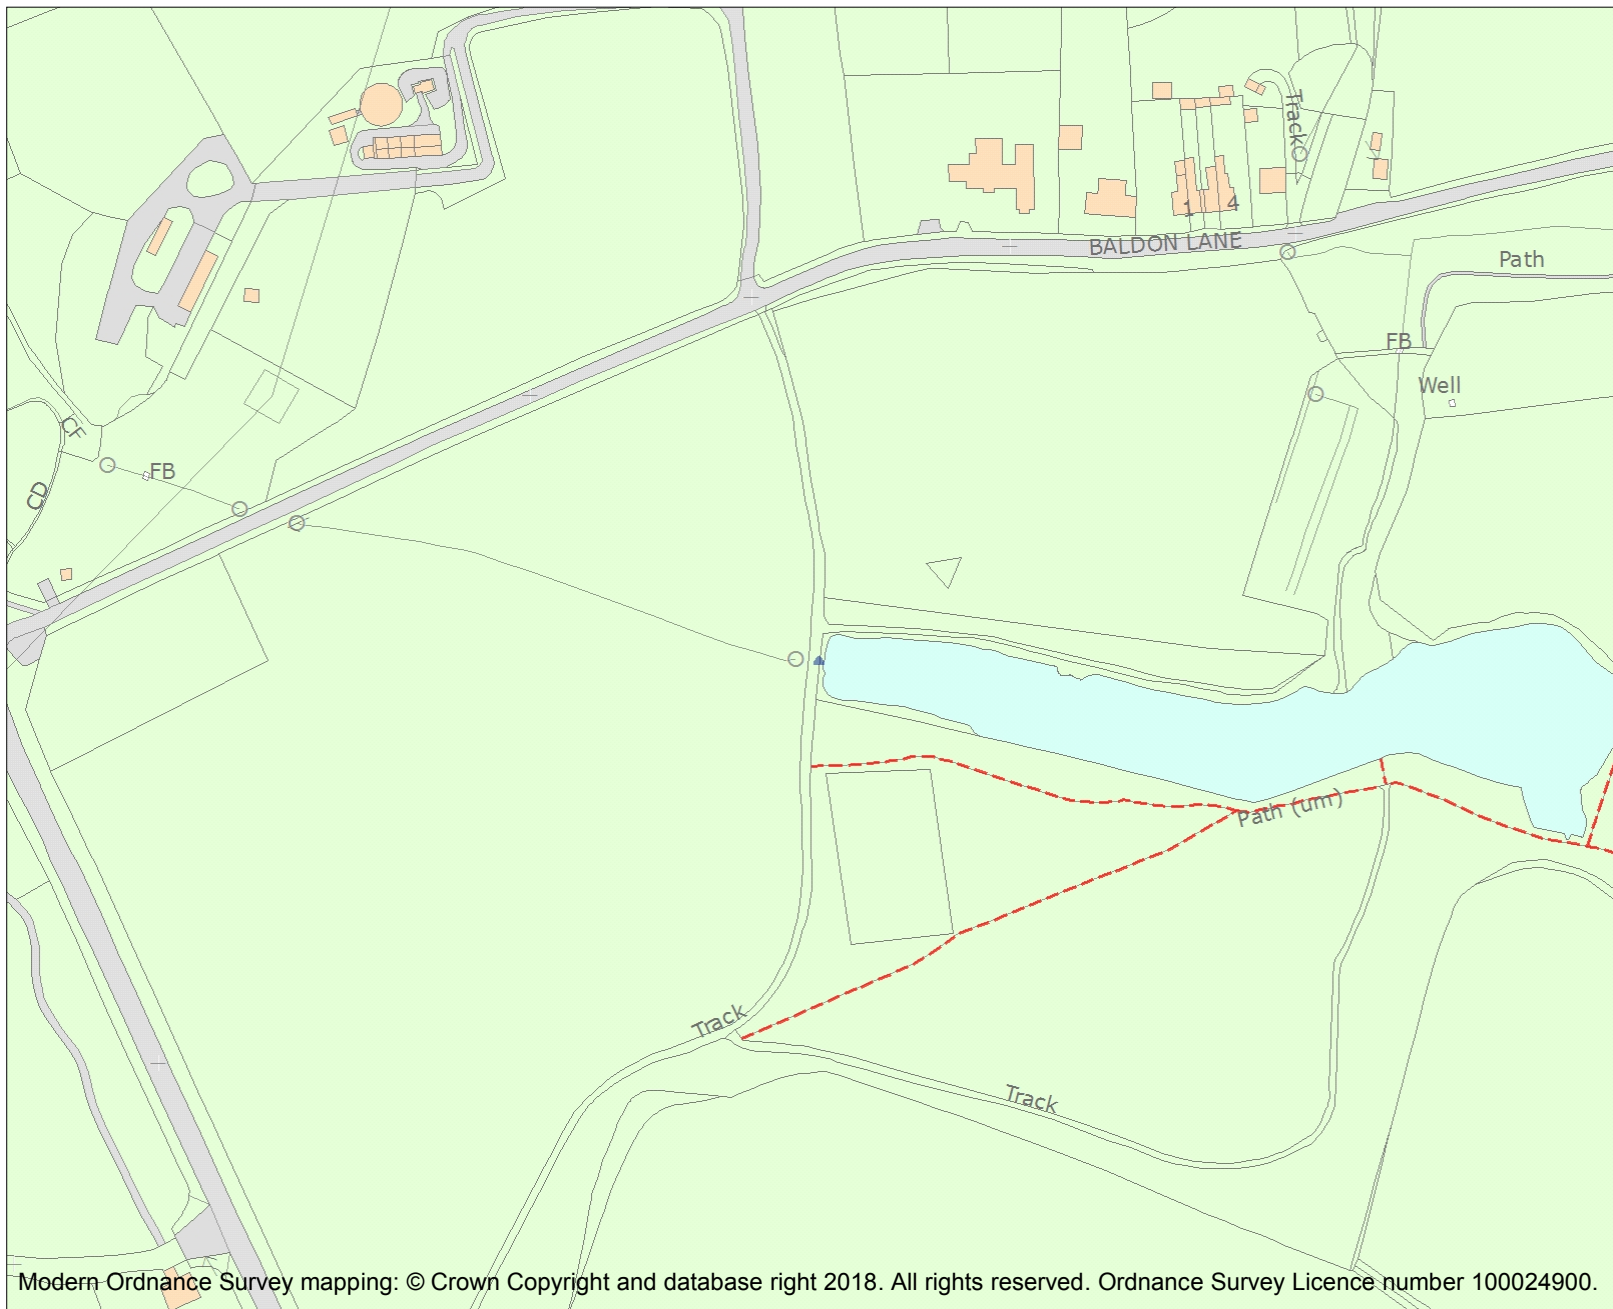 Track
1
4
BALDON LANE
Path
FB
Well
CF
FB
CD
Path (um)
Track
Track
Modern Ordnance Survey mapping: © Crown Copyright and database right 2018. All rights reserved. Ordnance Survey Licence number 100024900.